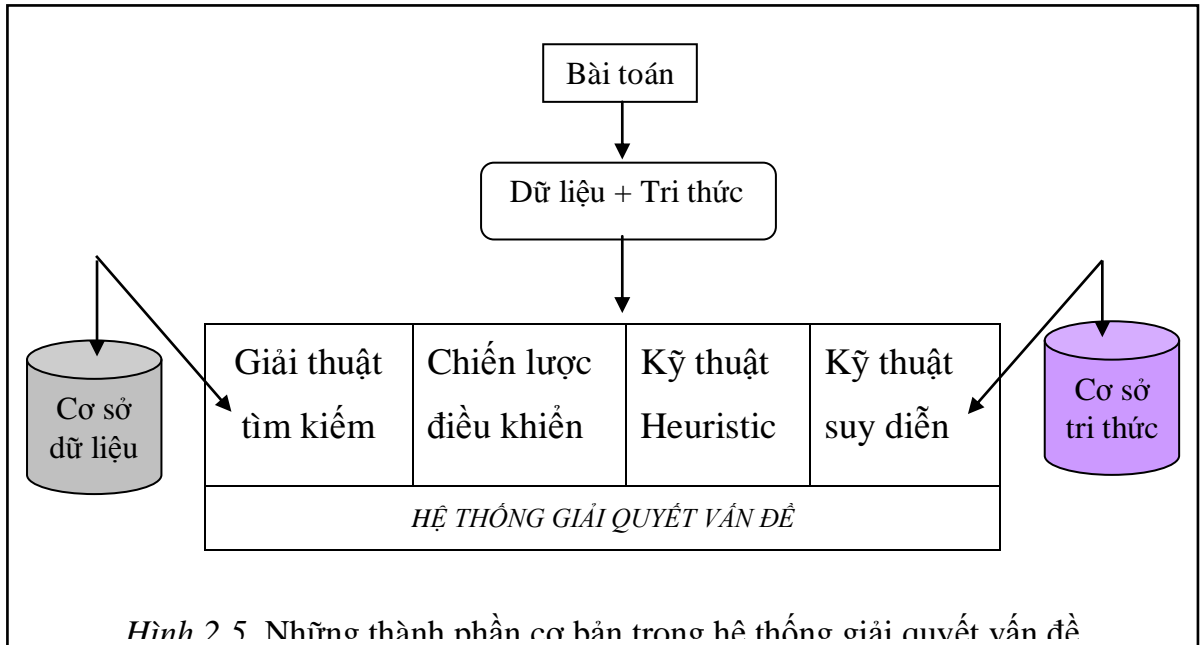 Bài toán
Dữ liệu + Tri thức
Cơ sở
dữ liệu
Giải thuật
tìm kiếm
Chiến lược
điều khiển
Kỹ thuật
Heuristic
Kỹ thuật
suy diễn
Cơ sở
tri thức
HỆ THỐNG GIẢI QUYẾT VẤN ĐỀ
Hình 2.5. Những thành phần cơ bản trong hệ thống giải quyết vấn đề